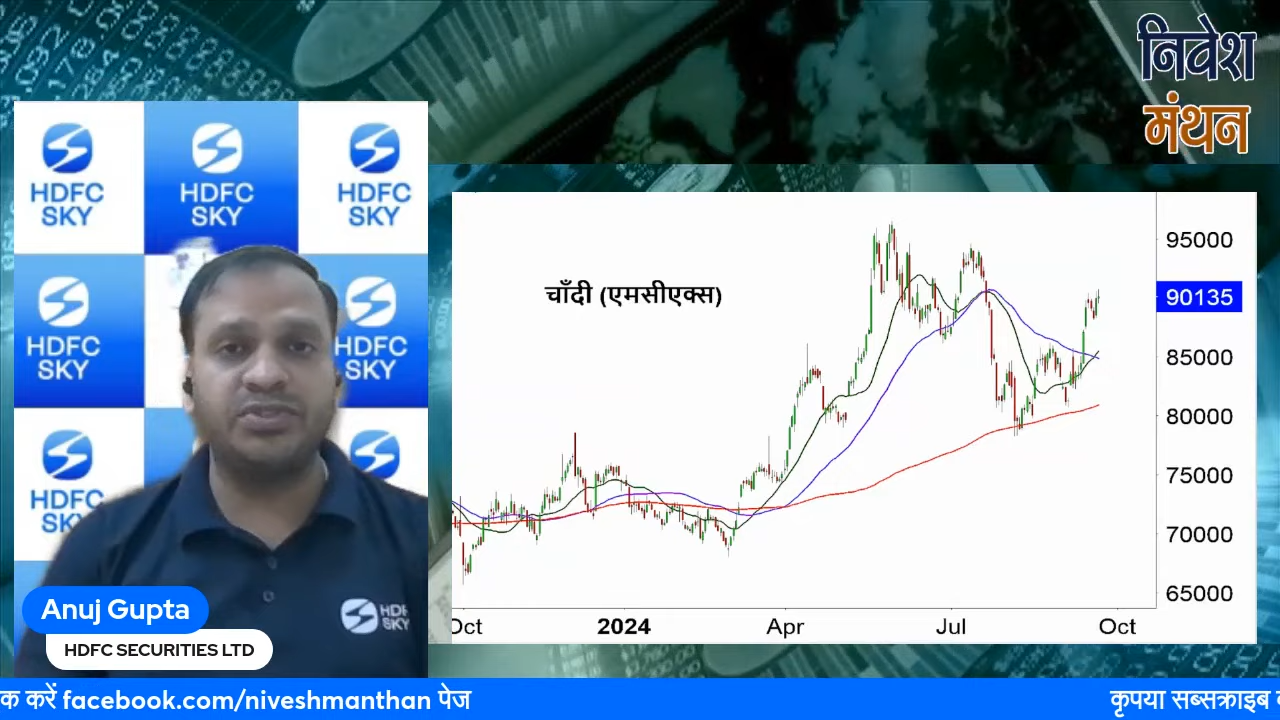 निवेश
मंथन
HDFC
SKY
HDFC
SKY
HDFC
SKY
HDFC
SKY
HDFC
SKY
HDFC
SKY
HDFC
SKY
Anuj Gupta
HDFC SECURITIES LTD
चाँदी (एमसीएक्स)
95000
90135
85000
80000
75000
70000
65000
Oct 2024 Apr Jul Oct
क करें facebook.com/niveshmanthan पेज
कृपया सब्सक्राइब